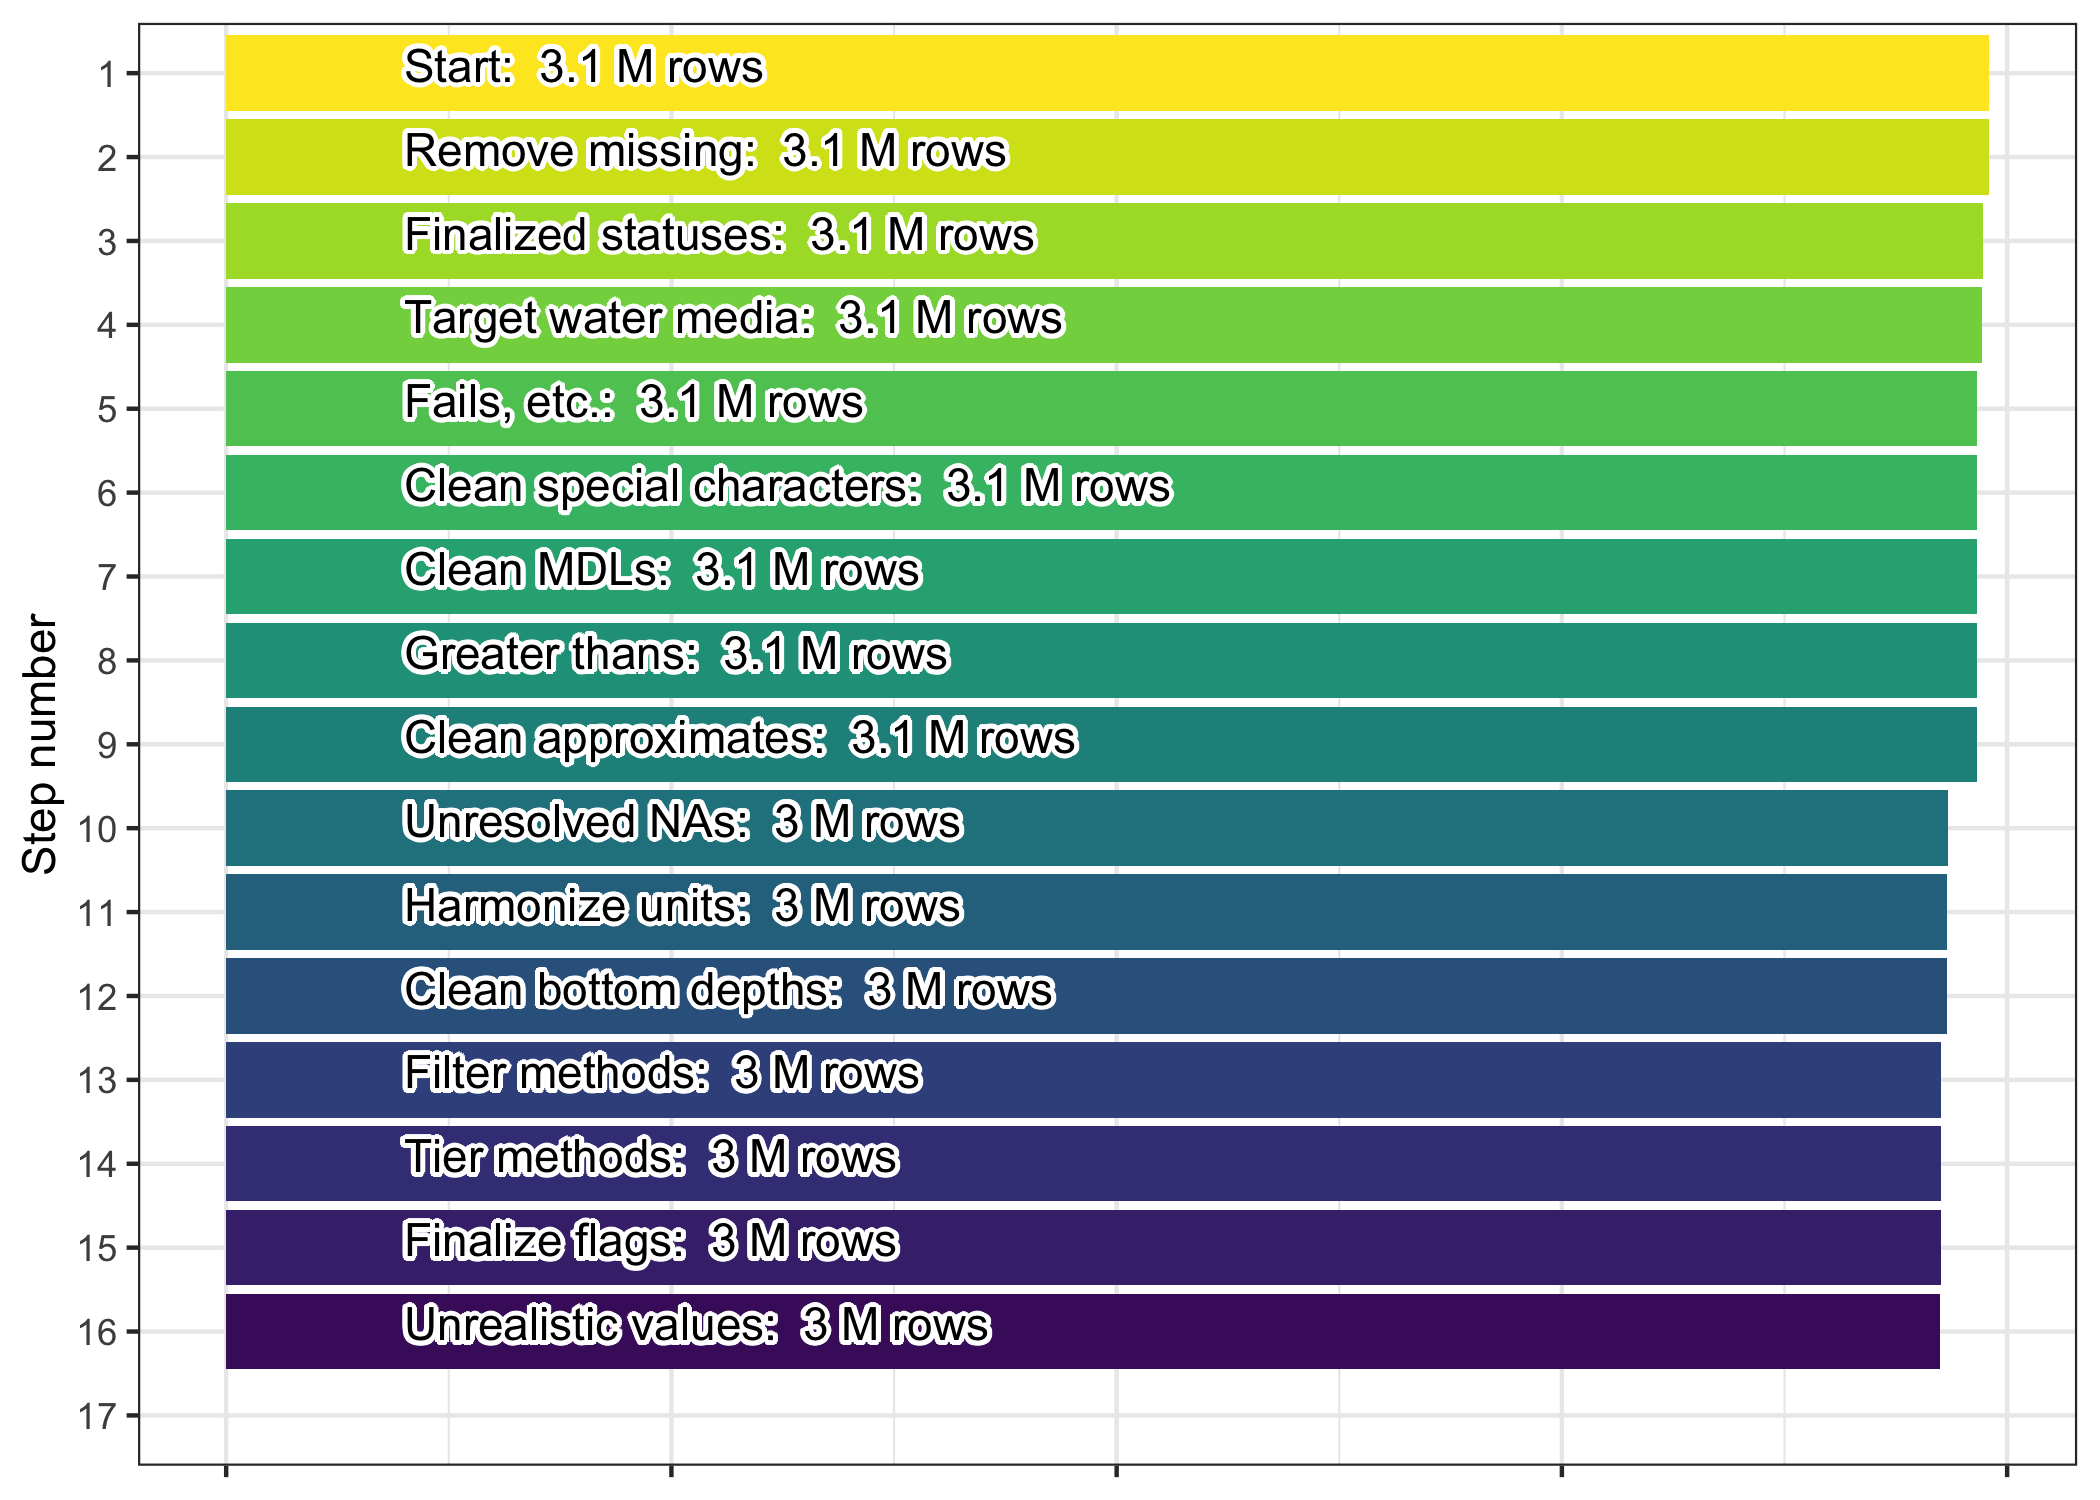 1 Start: 3.1 M rows
2 Remove missing: 3.1 M rows
3 Finalized statuses: 3.1 M rows
4 Target water media: 3.1 M rows
5 Fails, etc.: 3.1 M rows
6 Clean special characters: 3.1 M rows
7 Clean MDLs: 3.1 M rows
8 Greater thans: 3.1 M rows
9 Clean approximates: 3.1 M rows
10 Unresolved NAs: 3 M rows
11 Harmonize units: 3 M rows
12 Clean bottom depths: 3 M rows
13 Filter methods: 3 M rows
14 Tier methods: 3 M rows
15 Finalize flags: 3 M rows
16 Unrealistic values: 3 M rows
17
Step number